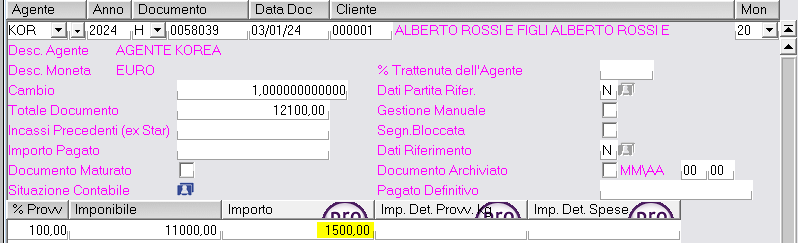 Agente Anno Documento Data Doc Cliente Mon
KOR - 2024 H 0058039 03/01/24 000001 ALBERTO ROSSI E FIGLI ALBERTO ROSSI E 20
Desc. Agente AGENTE KOREA
Desc. Moneta EURO % Trattenuta dell'Agente
Cambio 1,000000000000 Dati Partita Rifer. N
Totale Documento 12100,00 Gestione Manuale
Incassi Precedenti (ex Star) Segn.Bloccata
Importo Pagato Dati Riferimento N
Documento Maturato Documento Archiviato MM\AA 00 00
Situazione Contabile Pagato Definitivo
% Provv Imponibile Importo Imp. Det. Provv. Kg Imp. Det. Spese
pro pro pro
100,00 11000,00 1500,00